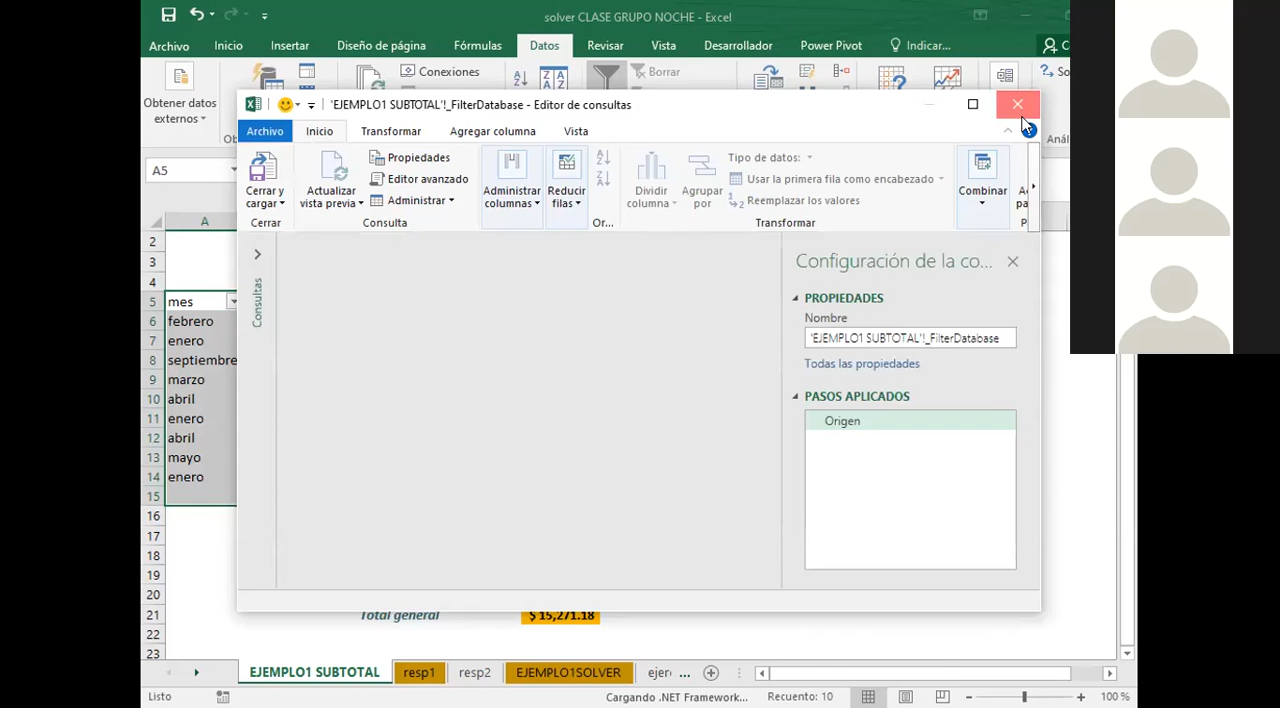 solver CLASE GRUPO NOCHE - Excel
Archivo Inicio Insertar Diseño de página Fórmulas Datos Revisar Vista Desarrollador Power Pivot Indicar...
Conexiones Borrar
Obtener datos
externos
A5
'EJEMPLO1 SUBTOTAL'!_FilterDatabase - Editor de consultas
Archivo Inicio Transformar Agregar columna Vista
Cerrar y
cargar
Cerrar
Actualizar
vista previa
Propiedades
Editor avanzado
Administrar
Consulta
Administrar
columnas
Reducir
filas
Or...
Dividir
columna
Agrupar
por
Tipo de datos:
Usar la primera fila como encabezado
Reemplazar los valores
Transformar
Combinar
Consultas
Configuración de la co...
PROPIEDADES
Nombre
'EJEMPLO1 SUBTOTAL'!_FilterDatabase
Todas las propiedades
PASOS APLICADOS
Origen
A
2
3
4
5 mes
6 febrero
7 enero
8 septiembre
9 marzo
10 abril
11 enero
12 abril
13 mayo
14 enero
15
16
17
18
19
20
21 Total general $ 15,271.18
22
23
EJEMPLO1 SUBTOTAL resp1 resp2 EJEMPLO1SOLVER ejer ...
Listo Cargando .NET Framework... Recuento: 10 100 %